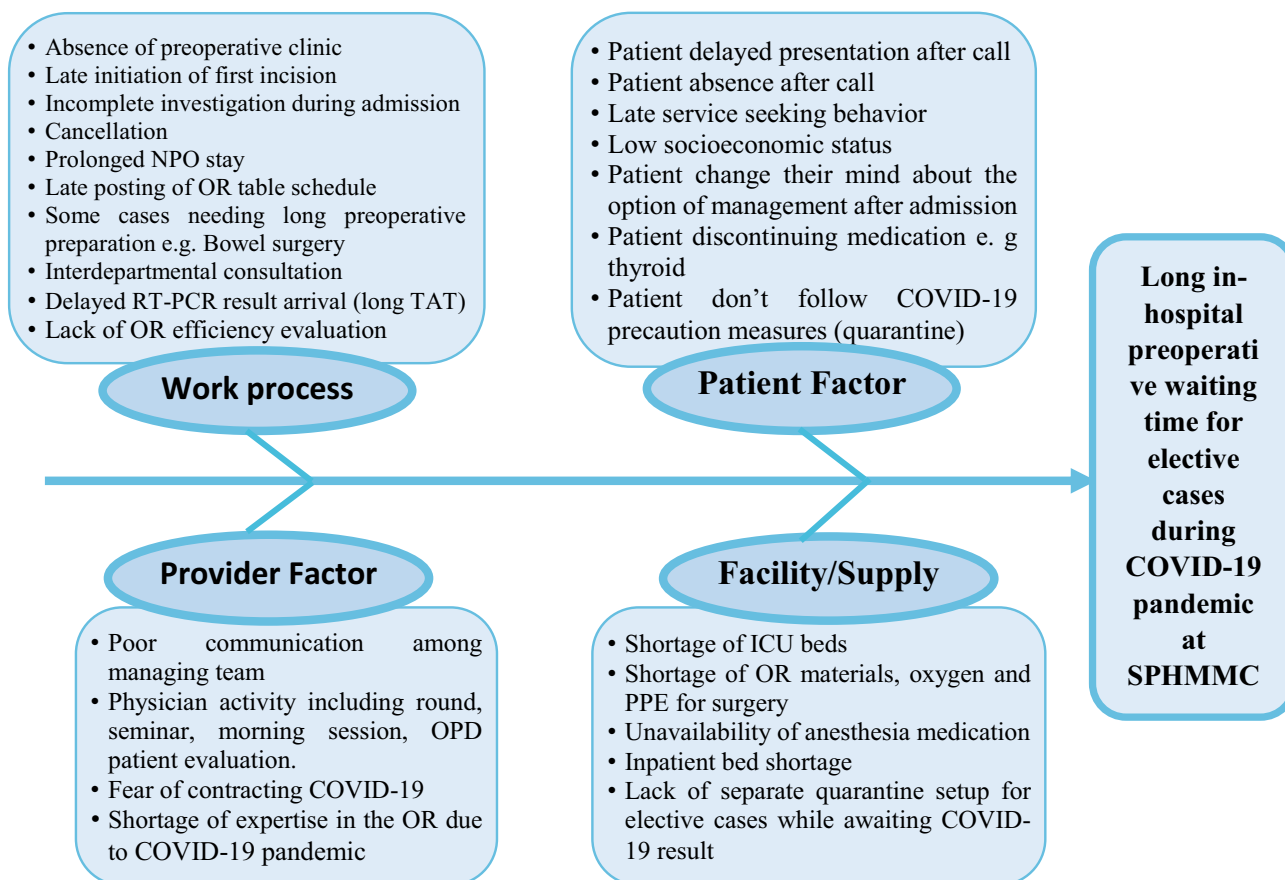 • Absence of preoperative clinic
• Late initiation of first incision
• Incomplete investigation during admission
• Cancellation
• Prolonged NPO stay
• Late posting of OR table schedule
• Some cases needing long preoperative
preparation e.g. Bowel surgery
• Interdepartmental consultation
• Delayed RT-PCR result arrival (long TAT)
• Lack of OR efficiency evaluation
Work process
• Patient delayed presentation after call
• Patient absence after call
• Late service seeking behavior
• Low socioeconomic status
• Patient change their mind about the
option of management after admission
• Patient discontinuing medication e. g
thyroid
• Patient don’t follow COVID-19
precaution measures (quarantine)
Patient Factor
Provider Factor
• Poor communication among
managing team
• Physician activity including round,
seminar, morning session, OPD
patient evaluation.
• Fear of contracting COVID-19
• Shortage of expertise in the OR due
to COVID-19 pandemic
Facility/Supply
• Shortage of ICU beds
• Shortage of OR materials, oxygen and
PPE for surgery
• Unavailability of anesthesia medication
• Inpatient bed shortage
• Lack of separate quarantine setup for
elective cases while awaiting COVID-
19 result
Long in-
hospital
preoperati
ve waiting
time for
elective
cases
during
COVID-19
pandemic
at
SPHMMC